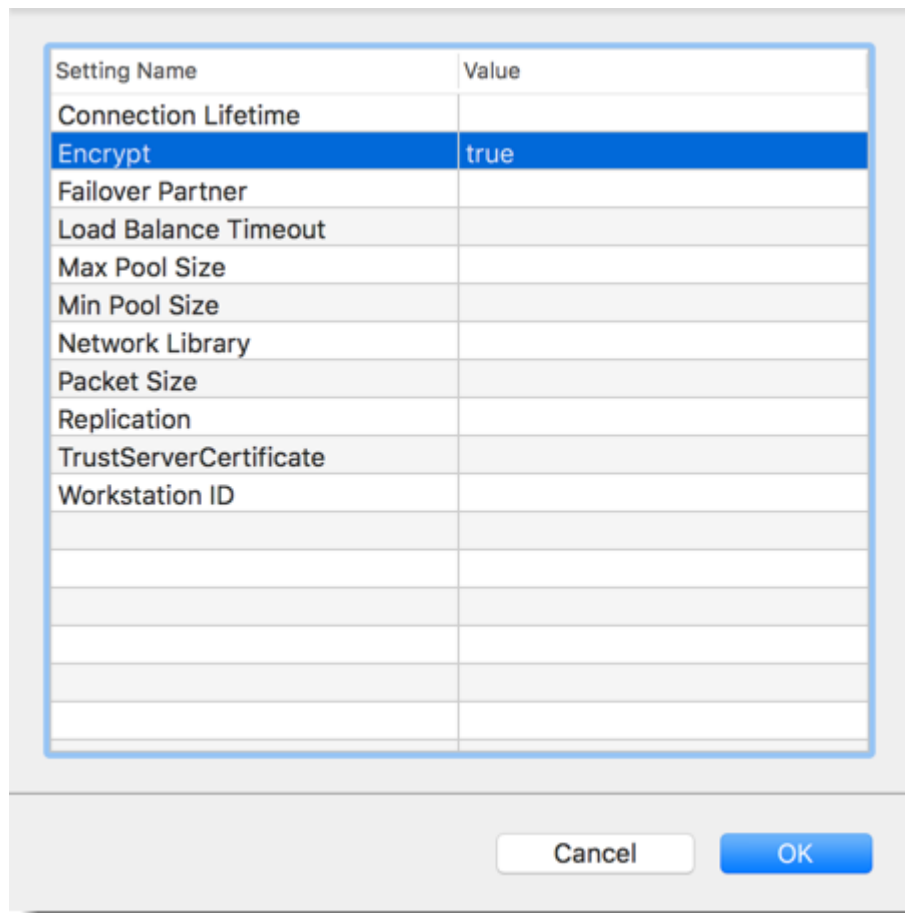 Setting Name Value
Connection Lifetime
Encrypt true
Failover Partner
Load Balance Timeout
Max Pool Size
Min Pool Size
Network Library
Packet Size
Replication
TrustServerCertificate
Workstation ID
Cancel OK